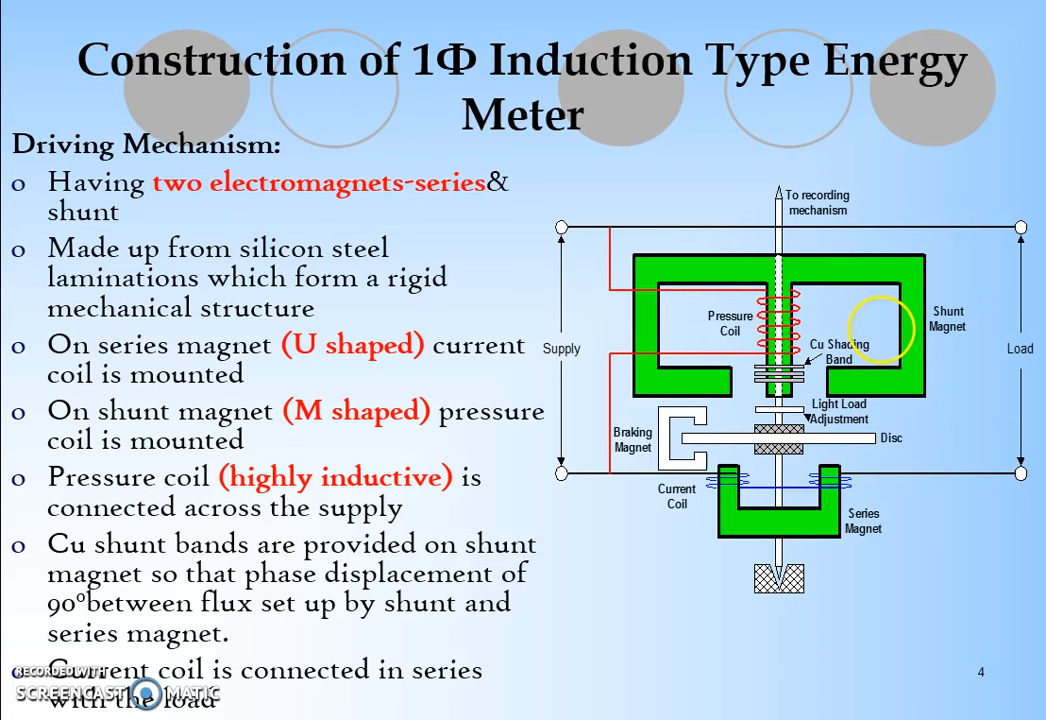 Construction of 1Φ Induction Type Energy
Meter
Driving Mechanism:
o Having two electromagnets-series&
shunt
o Made up from silicon steel
laminations which form a rigid
mechanical structure
o On series magnet (U shaped) current
coil is mounted
o On shunt magnet (M shaped) pressure
coil is mounted
o Pressure coil (highly inductive) is
connected across the supply
o Cu shunt bands are provided on shunt
magnet so that phase displacement of
90°between flux set up by shunt and
series magnet.
o Current coil is connected in series
with the load
To recording
mechanism
Pressure
Coil
Shunt
Magnet
Cu Shading
Band
Supply
Load
Light Load
Adjustment
Braking
Magnet
Disc
Current
Coil
Series
Magnet
4
RECORDED WITH
SCREENCAST MATIC